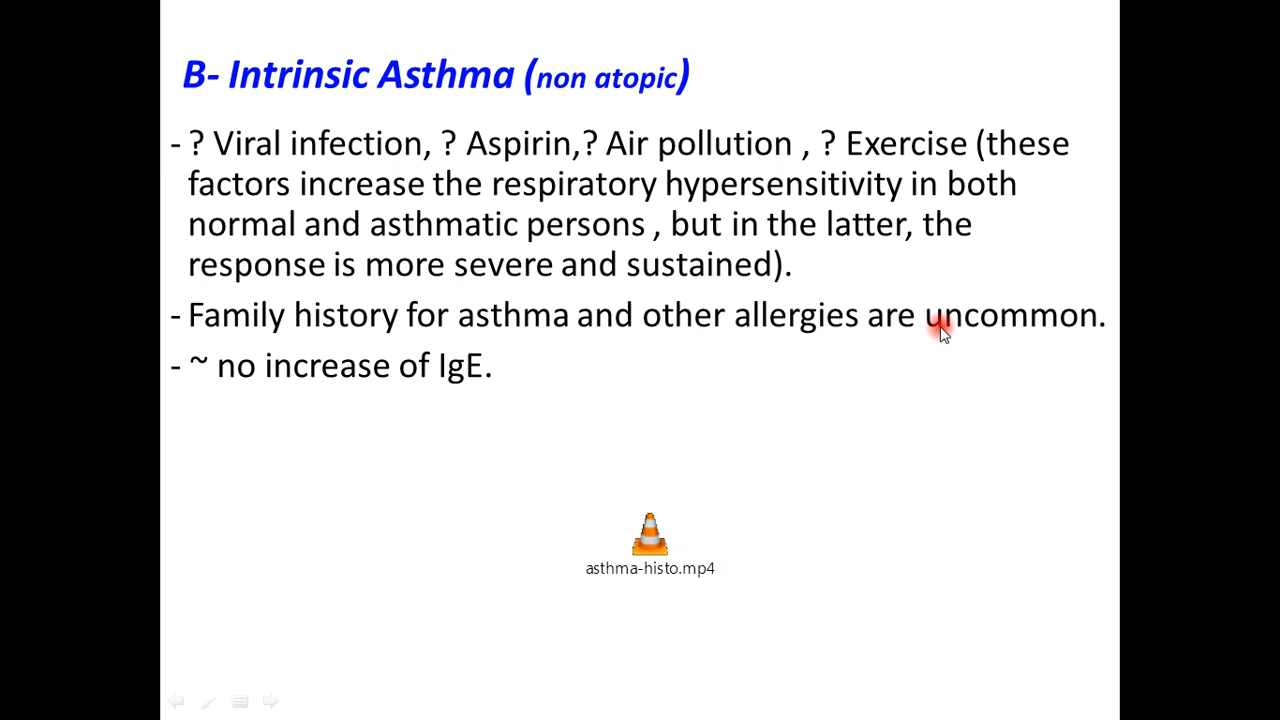 B- Intrinsic Asthma (non atopic)
- ? Viral infection, ? Aspirin,? Air pollution , ? Exercise (these
factors increase the respiratory hypersensitivity in both
normal and asthmatic persons , but in the latter, the
response is more severe and sustained).
- Family history for asthma and other allergies are uncommon.
- ~ no increase of IgE.
asthma-histo.mp4